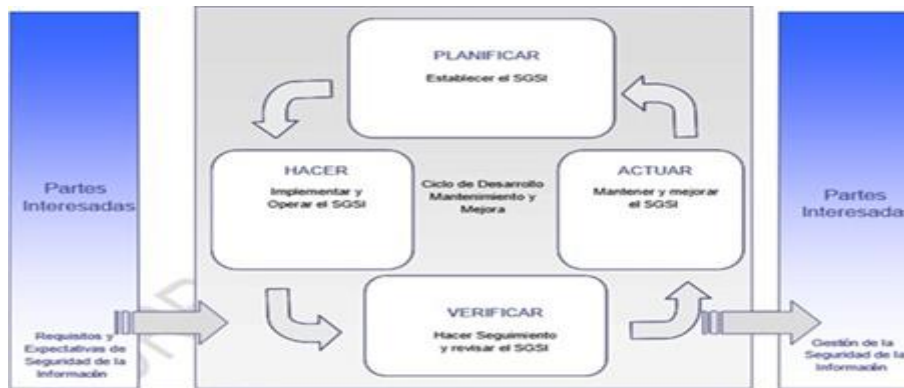 PLANIFICAR
Establecer el SGSI
HACER
Implementar y
Operar el SGSI
Ciclo de Desarrollo
Mantenimiento y
Mejora
ACTUAR
Mantener y mejorar
el SGSI
VERIFICAR
Hacer Seguimiento
y revisar el SGSI
Partes
Interesadas
Requisitos y
Expectativas de
Seguridad de la
Información
Partes
Interesadas
Gestión de la
Seguridad de la
Información